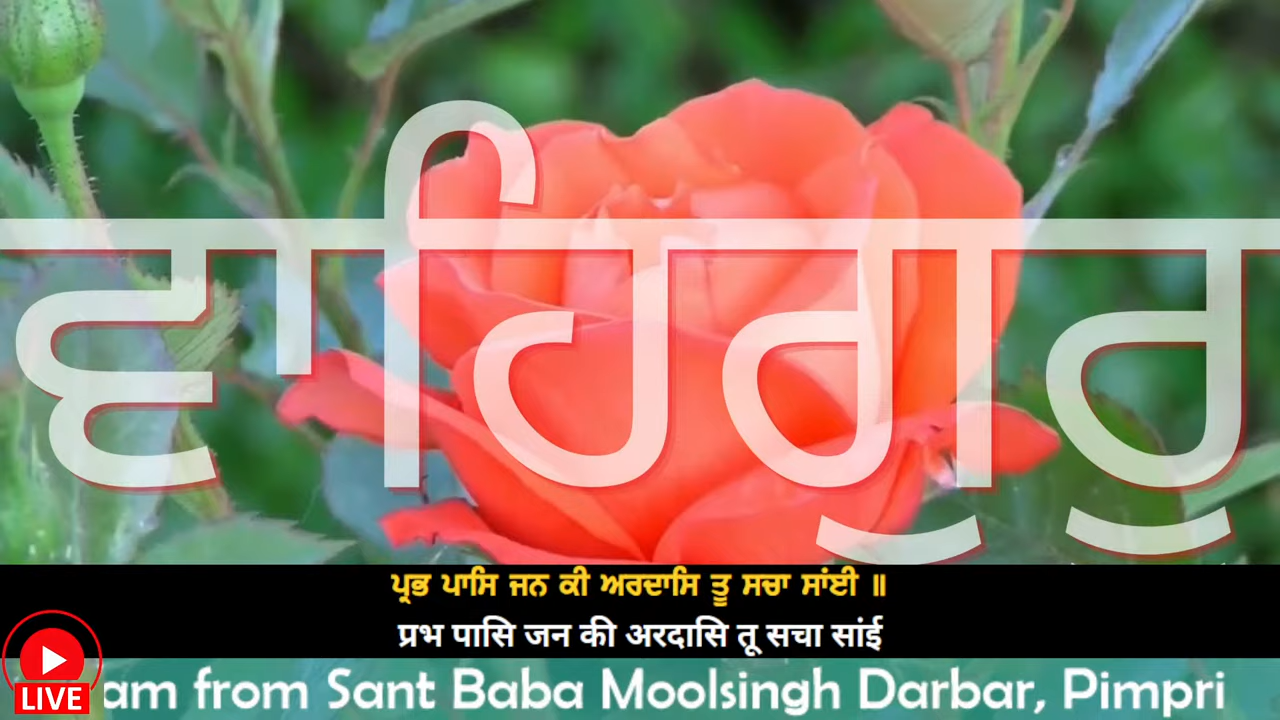 ਵਾਹਿਗੁਰੂ
ਪ੍ਰਭ ਪਾਸਿ ਜਨ ਕੀ ਅਰਦਾਸਿ ਤੂ ਸਚਾ ਸਾਂਈ ॥
प्रभ पासि जन की अरदासि तू सचा सांई
LIVE
am from Sant Baba Moolsingh Darbar, Pimpri